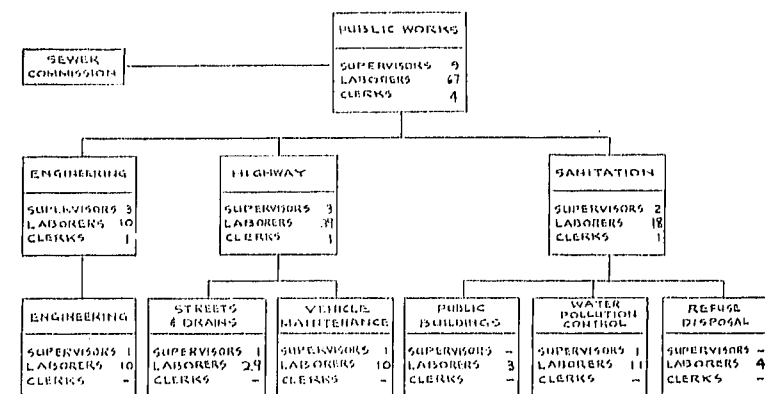 PUBLIC WORKS
SUPERVISORS 9
LABORERS 67
CLERKS 4
SEWER
COMMISSION
ENGINEERING
SUPERVISORS 3
LABORERS 10
CLERKS 1
HIGHWAY
SUPERVISORS 3
LABORERS 39
CLERKS 1
SANITATION
SUPERVISORS 2
LABORERS 18
CLERKS 1
ENGINEERING
SUPERVISORS 1
LABORERS 10
CLERKS -
STREETS
& DRAINS
SUPERVISORS 1
LABORERS 29
CLERKS -
VEHICLE
MAINTENANCE
SUPERVISORS 1
LABORERS 10
CLERKS -
PUBLIC
BUILDINGS
SUPERVISORS -
LABORERS 3
CLERKS -
WATER
POLLUTION
CONTROL
SUPERVISORS 1
LABORERS 11
CLERKS -
REFUSE
DISPOSAL
SUPERVISORS -
LABORERS 4
CLERKS -